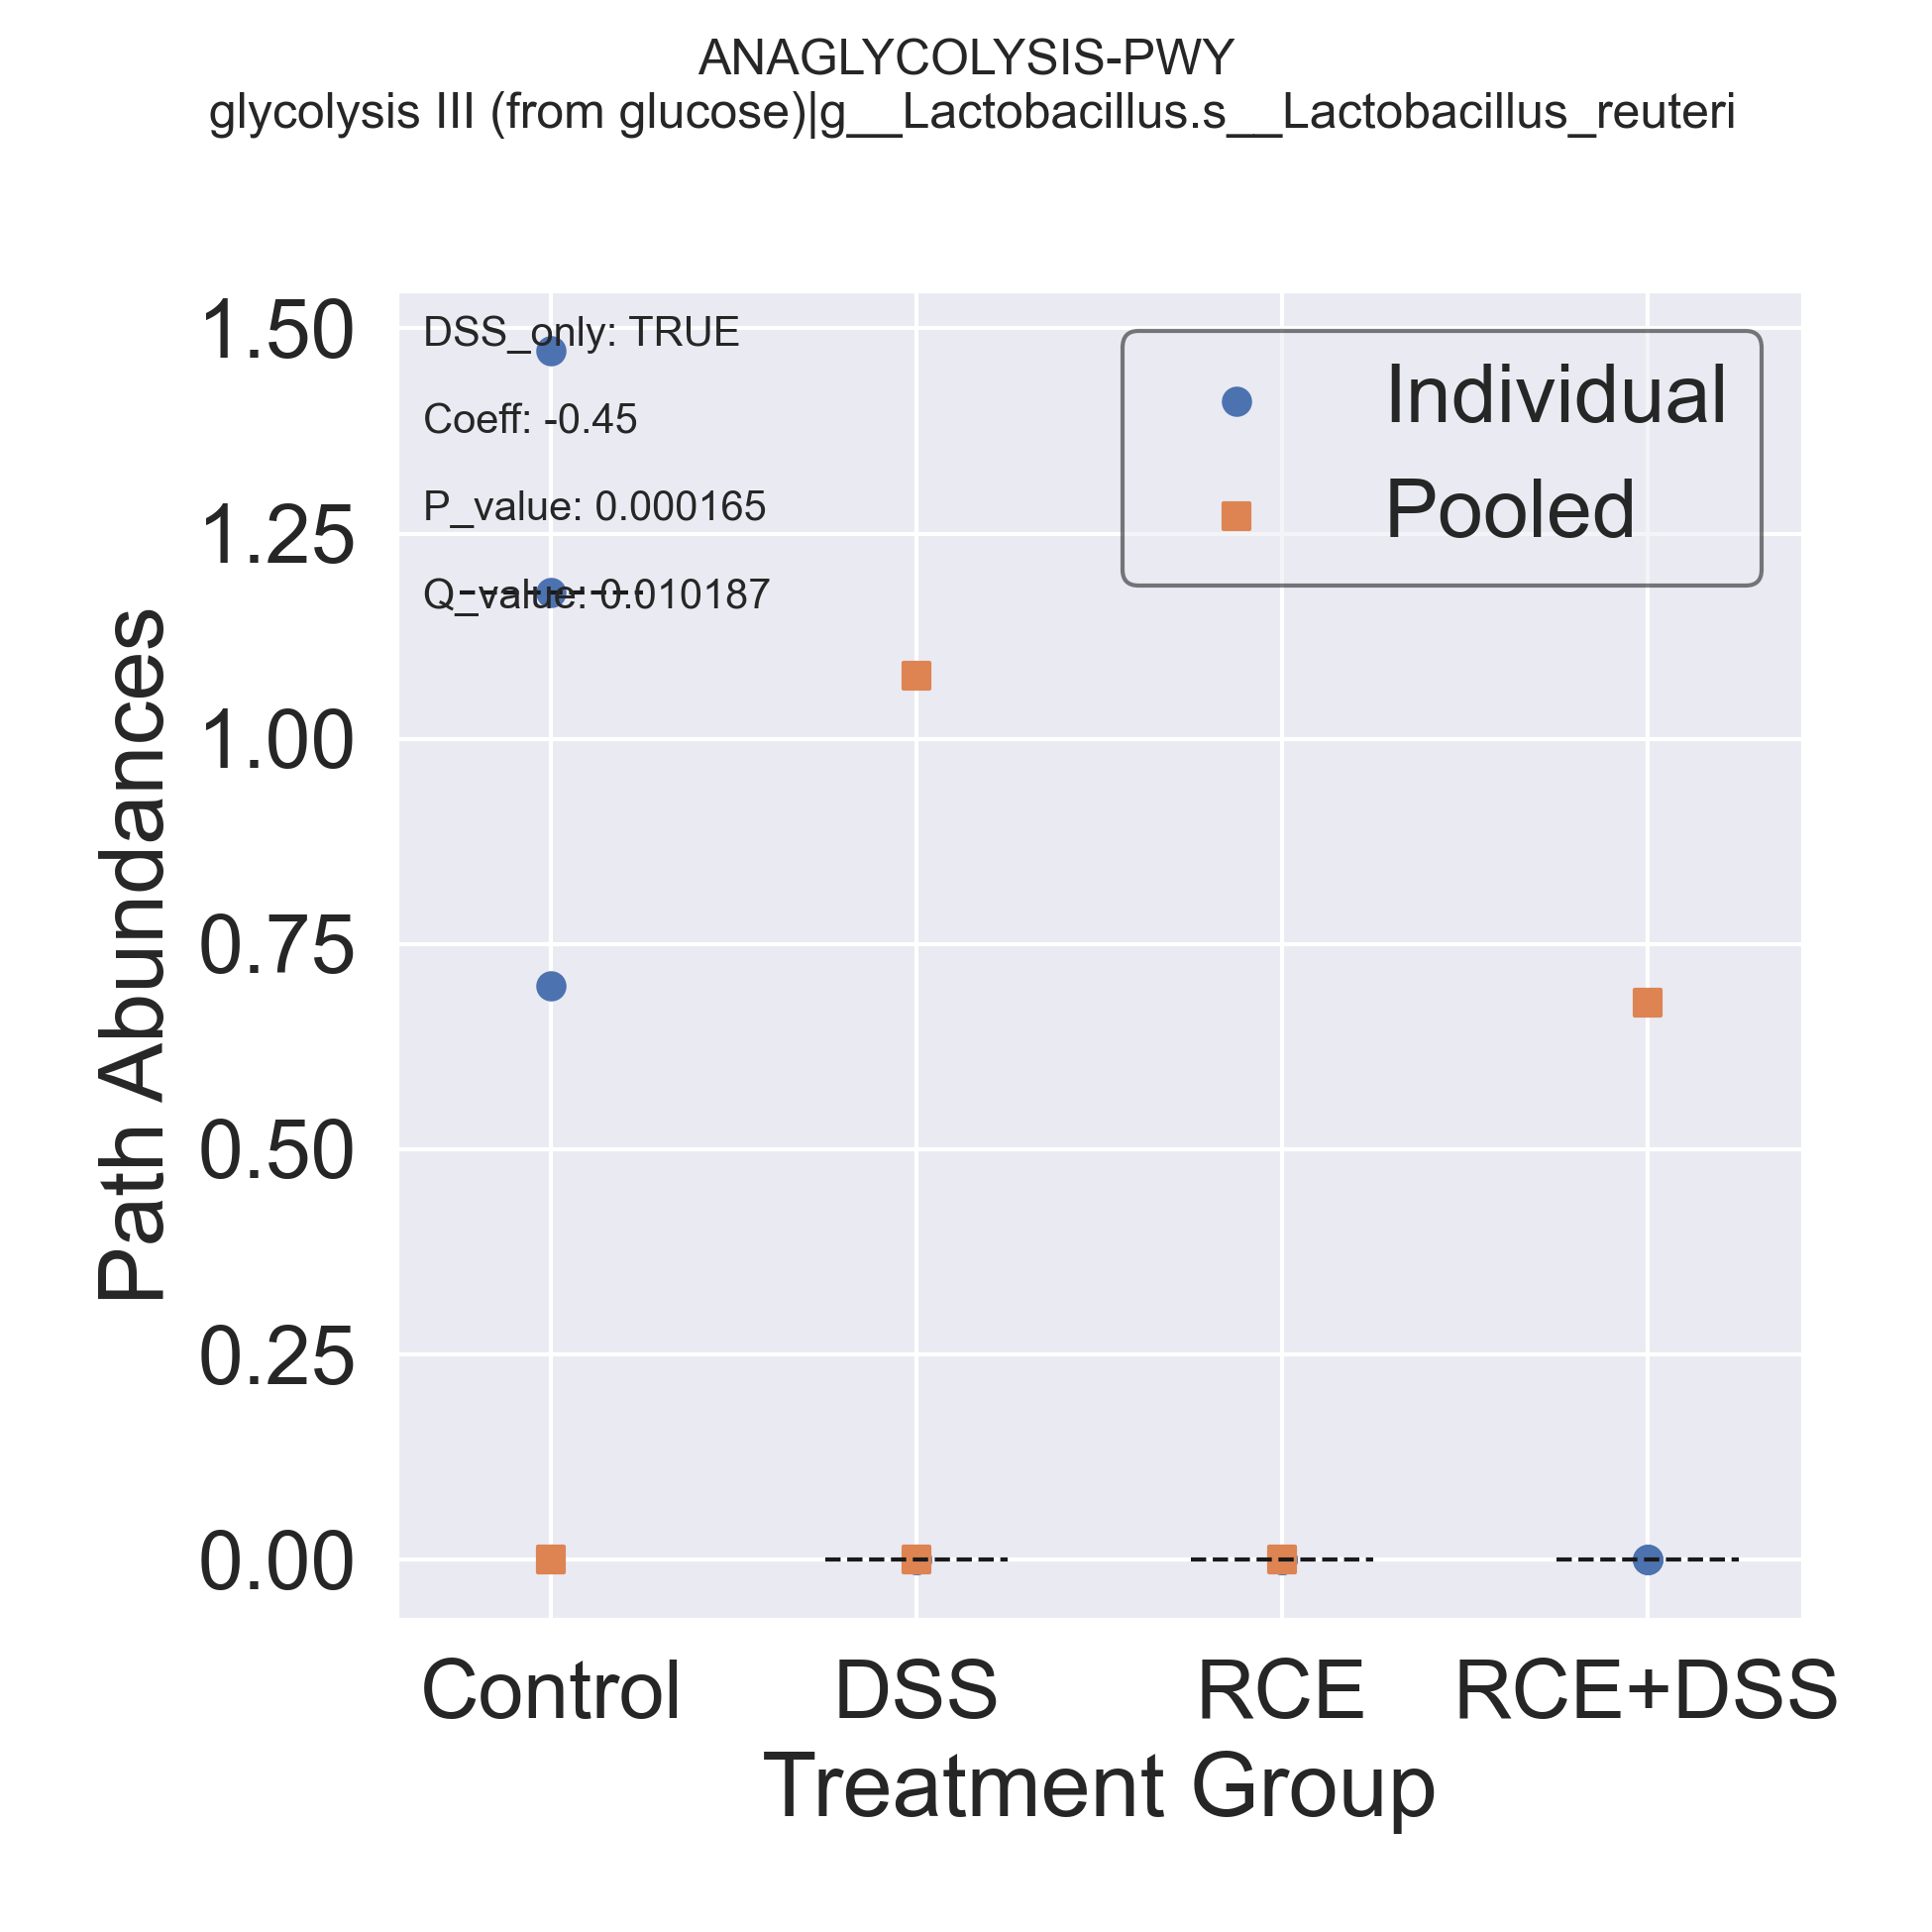 ANAGLYCOLYSIS-PWY
glycolysis III (from glucose)|g__Lactobacillus.s__Lactobacillus_reuteri
DSS_only: TRUE
Coeff: -0.45
P_value: 0.000165
Q_value: 0.010187
Individual
Pooled
Path Abundances
1.50
1.25
1.00
0.75
0.50
0.25
0.00
Control DSS RCE RCE+DSS
Treatment Group